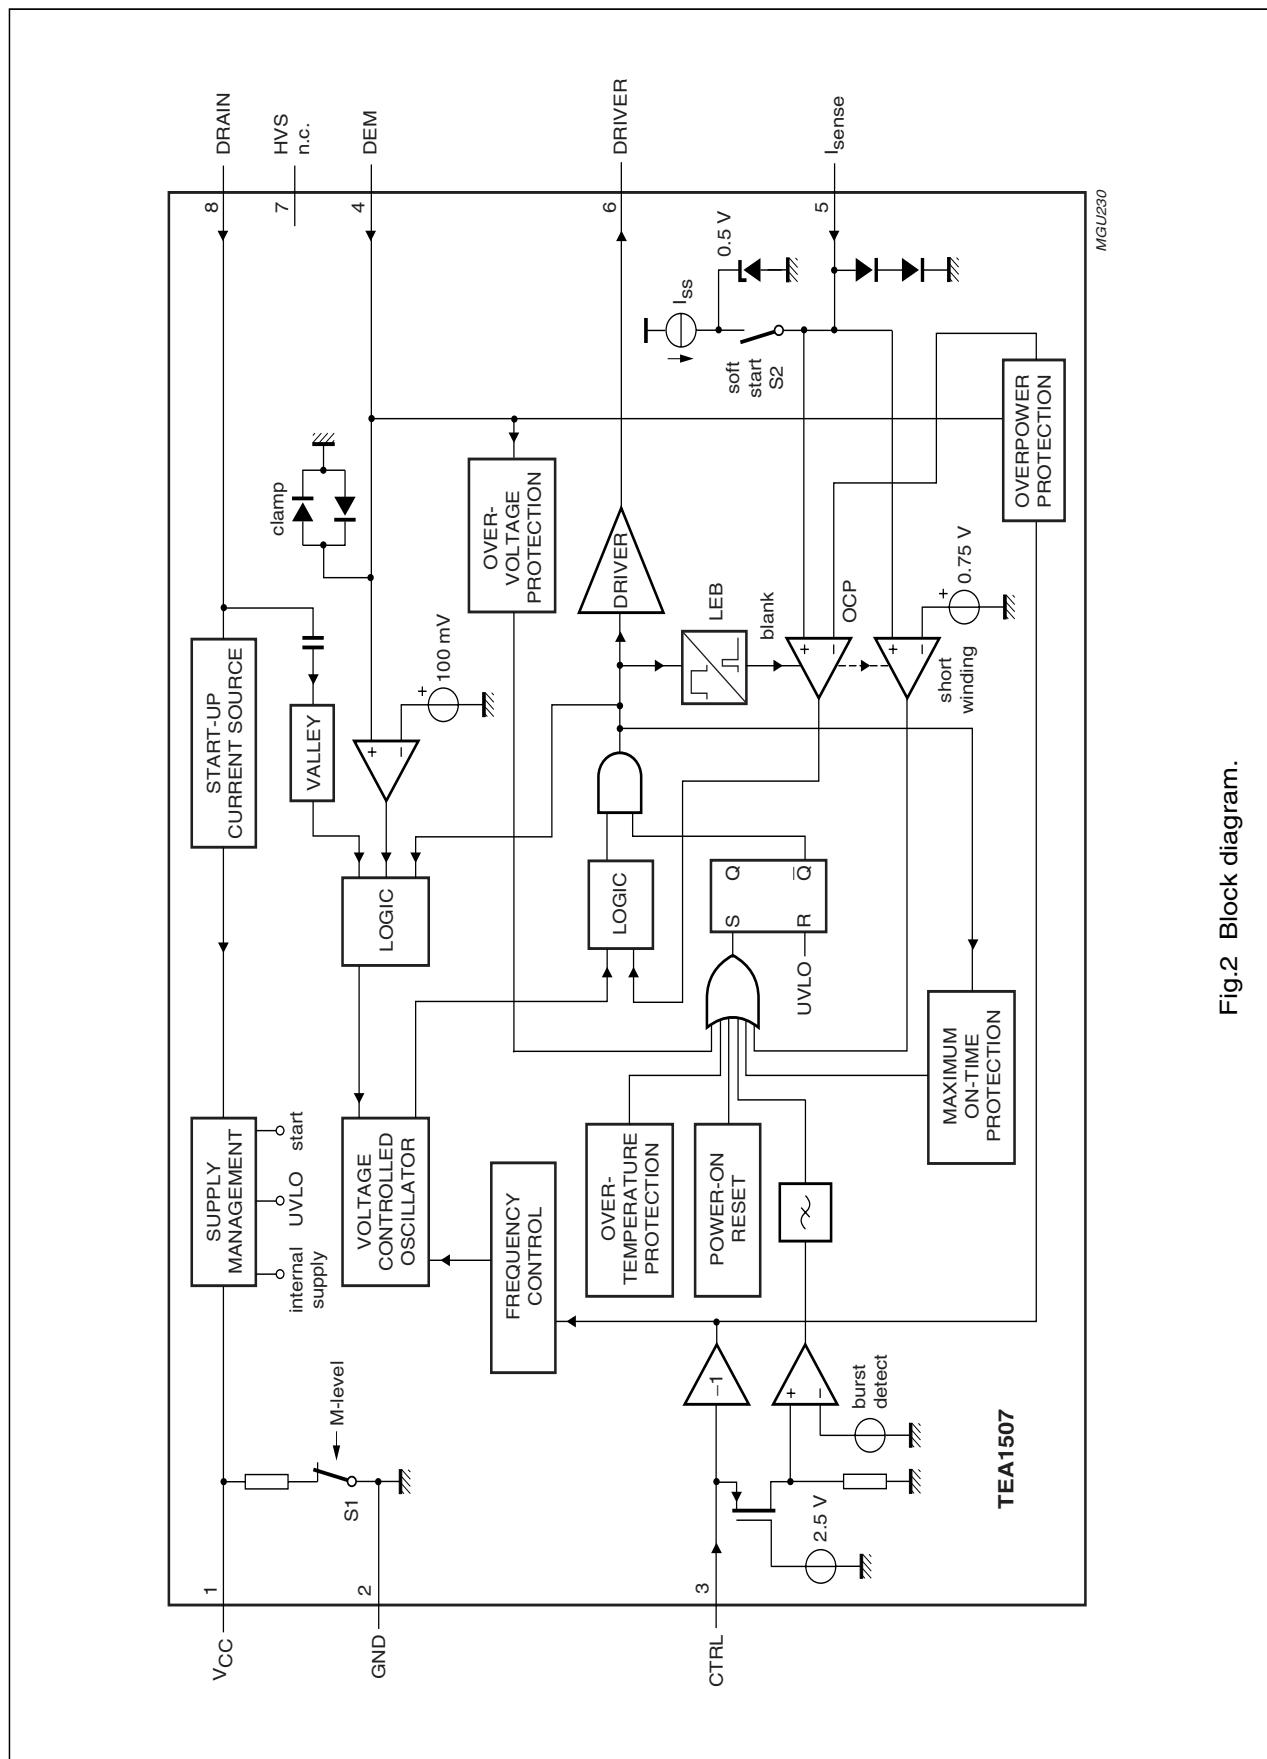 VCC
1
GND
2
CTRL
3
S1
M-level
SUPPLY
MANAGEMENT
internal
supply
UVLO
start
START-UP
CURRENT SOURCE
8
DRAIN
7
HVS
n.c.
4
DEM
clamp
VALLEY
100 mV
+
+
−
LOGIC
VOLTAGE
CONTROLLED
OSCILLATOR
FREQUENCY
CONTROL
OVER-
VOLTAGE
PROTECTION
LOGIC
DRIVER
6
DRIVER
LEB
blank
OVER-
TEMPERATURE
PROTECTION
POWER-ON
RESET
S
Q
R
Q
UVLO
−1
+
−
burst
detect
2.5 V
Iss
0.5 V
soft
start
S2
5
Isense
+
−
OCP
+
−
short
winding
+
0.75 V
MAXIMUM
ON-TIME
PROTECTION
OVERPOWER
PROTECTION
TEA1507
MGU230
Fig.2 Block diagram.